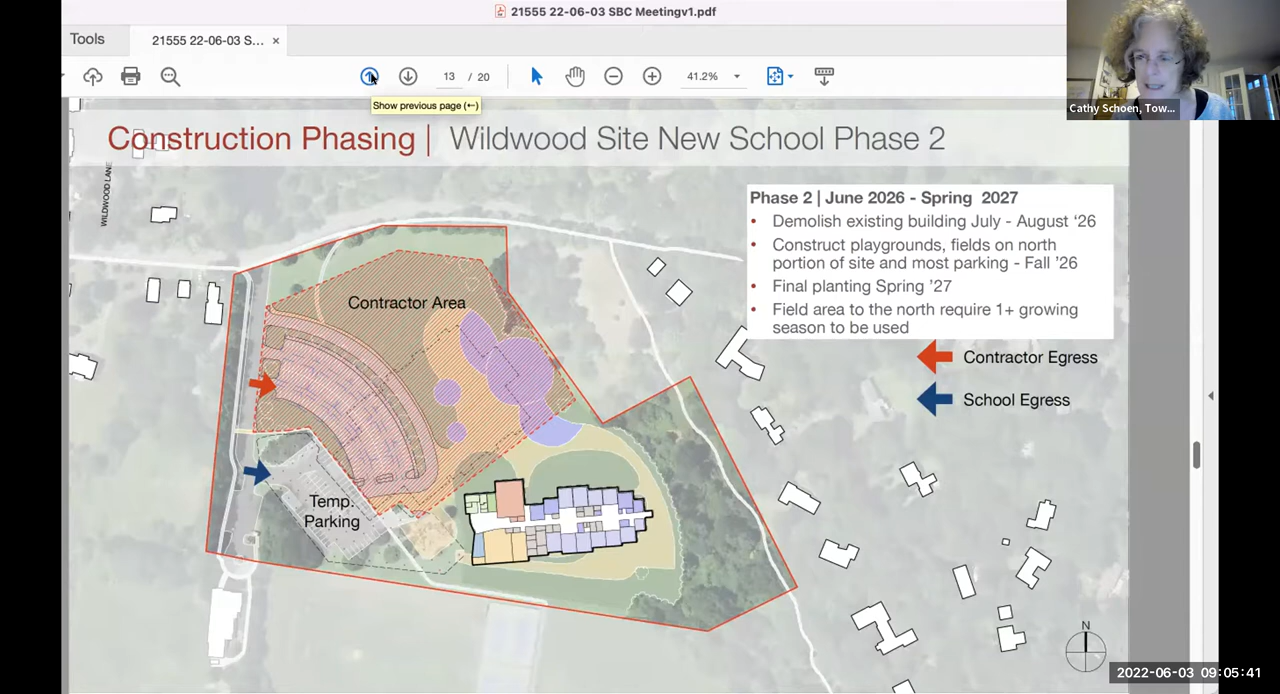 21555 22-06-03 SBC Meetingv1.pdf
Tools
21555 22-06-03 S... ×
13 / 20
41.2%
Show previous page (←)
Cathy Schoen, Tow...
Construction Phasing | Wildwood Site New School Phase 2
WILDWOOD LANE
Phase 2 | June 2026 - Spring 2027
• Demolish existing building July - August ‘26
• Construct playgrounds, fields on north
portion of site and most parking - Fall ’26
• Final planting Spring ’27
• Field area to the north require 1+ growing
season to be used
Contractor Area
Contractor Egress
School Egress
Temp.
Parking
N
2022-06-03 09:05:41